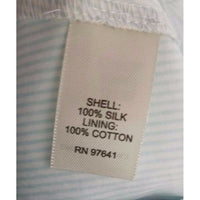 SHELL:
100% SILK
LINING:
100% COTTON
RN 97641